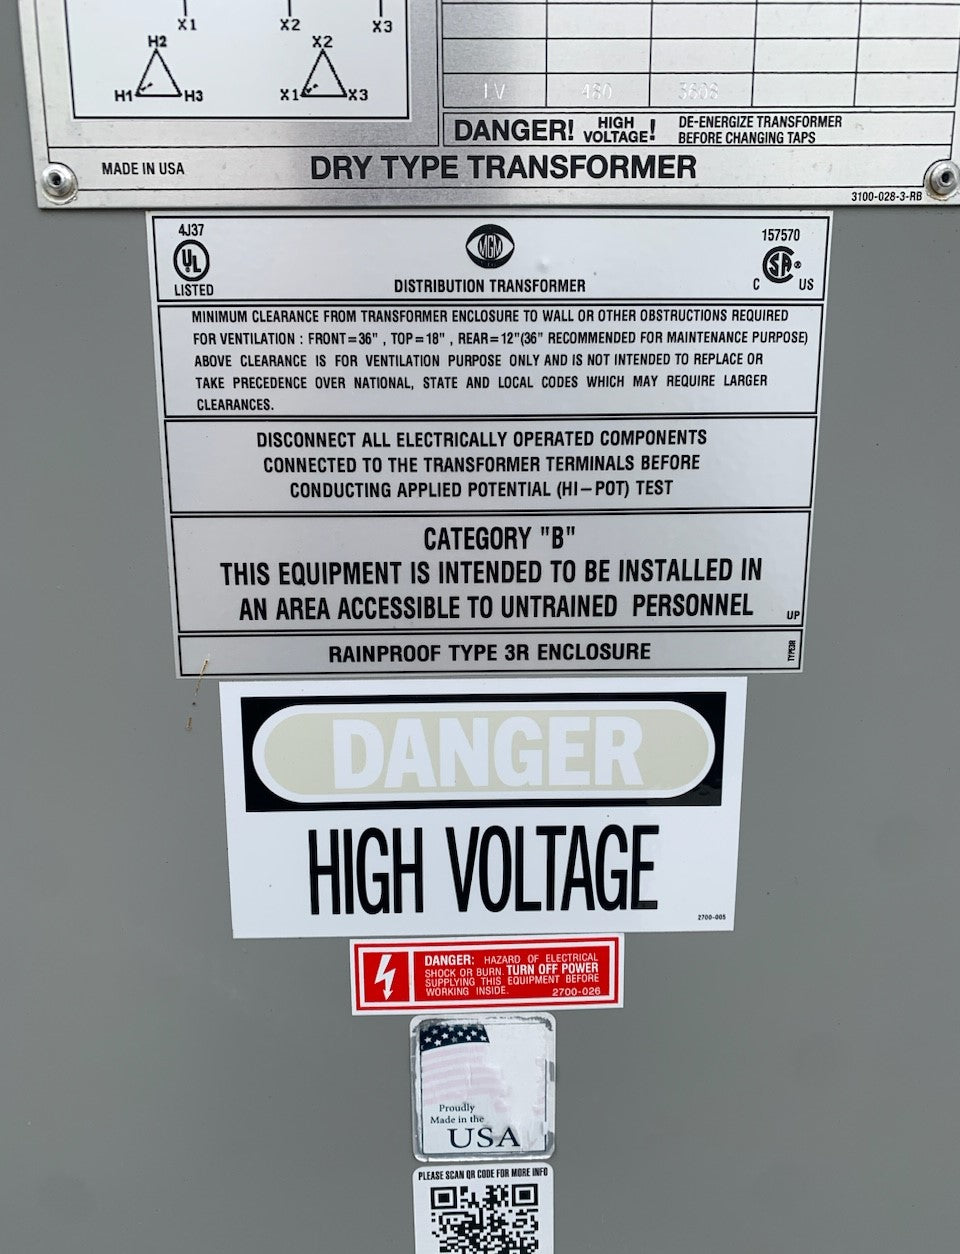 X1 X2 X3
H2
X2
H1 H3
X1 X3
LV 480 3608
DANGER! HIGH VOLTAGE! DE-ENERGIZE TRANSFORMER
BEFORE CHANGING TAPS
MADE IN USA
DRY TYPE TRANSFORMER
3100-028-3-RB
4J37
UL
LISTED
MGM
DISTRIBUTION TRANSFORMER
157570
SA ®
C US
MINIMUM CLEARANCE FROM TRANSFORMER ENCLOSURE TO WALL OR OTHER OBSTRUCTIONS REQUIRED
FOR VENTILATION : FRONT=36" , TOP=18" , REAR=12"(36" RECOMMENDED FOR MAINTENANCE PURPOSE)
ABOVE CLEARANCE IS FOR VENTILATION PURPOSE ONLY AND IS NOT INTENDED TO REPLACE OR
TAKE PRECEDENCE OVER NATIONAL, STATE AND LOCAL CODES WHICH MAY REQUIRE LARGER
CLEARANCES.
DISCONNECT ALL ELECTRICALLY OPERATED COMPONENTS
CONNECTED TO THE TRANSFORMER TERMINALS BEFORE
CONDUCTING APPLIED POTENTIAL (HI-POT) TEST
CATEGORY "B"
THIS EQUIPMENT IS INTENDED TO BE INSTALLED IN
AN AREA ACCESSIBLE TO UNTRAINED PERSONNEL
UP
RAINPROOF TYPE 3R ENCLOSURE
TYPE3R
DANGER
HIGH VOLTAGE
2700-005
DANGER: HAZARD OF ELECTRICAL
SHOCK OR BURN. TURN OFF POWER
SUPPLYING THIS EQUIPMENT BEFORE
WORKING INSIDE. 2700-026
Proudly
Made in the
USA
PLEASE SCAN QR CODE FOR MORE INFO